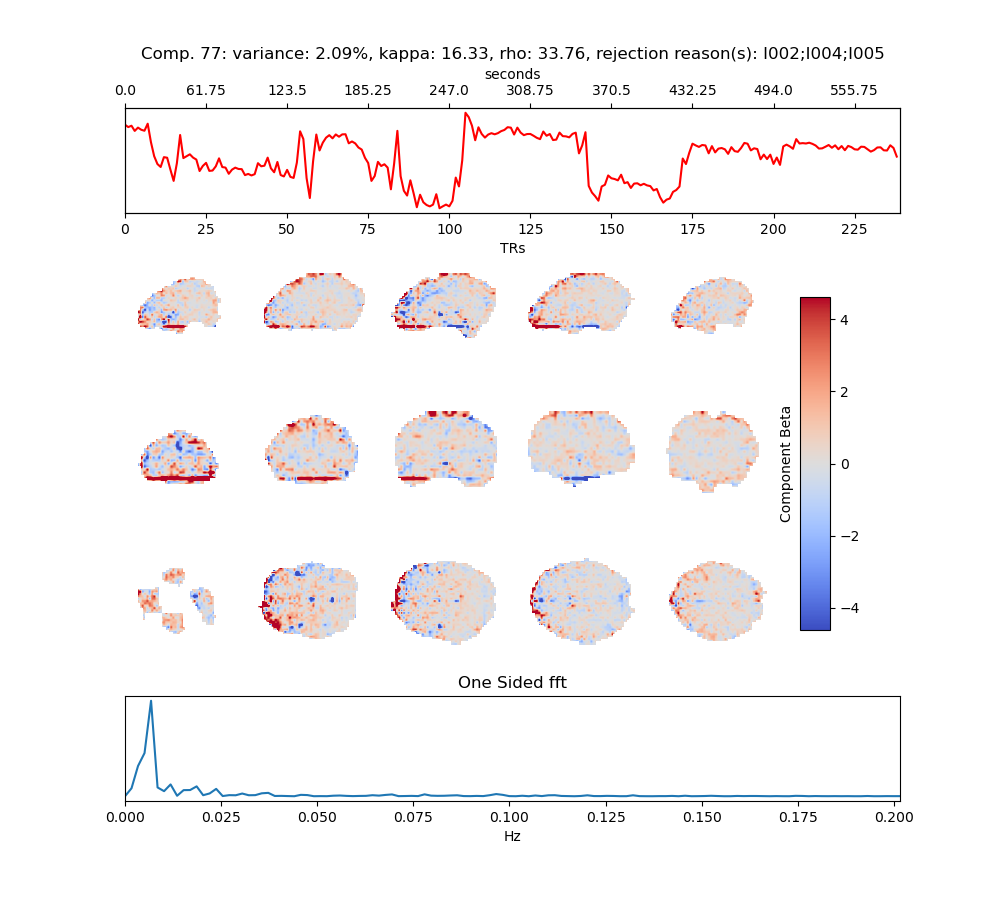 Comp. 77: variance: 2.09%, kappa: 16.33, rho: 33.76, rejection reason(s): I002;I004;I005
seconds
0.0 61.75 123.5 185.25 247.0 308.75 370.5 432.25 494.0 555.75
0 25 50 75 100 125 150 175 200 225
TRs
4
2
0
−2
−4
Component Beta
One Sided fft
0.000 0.025 0.050 0.075 0.100 0.125 0.150 0.175 0.200
Hz